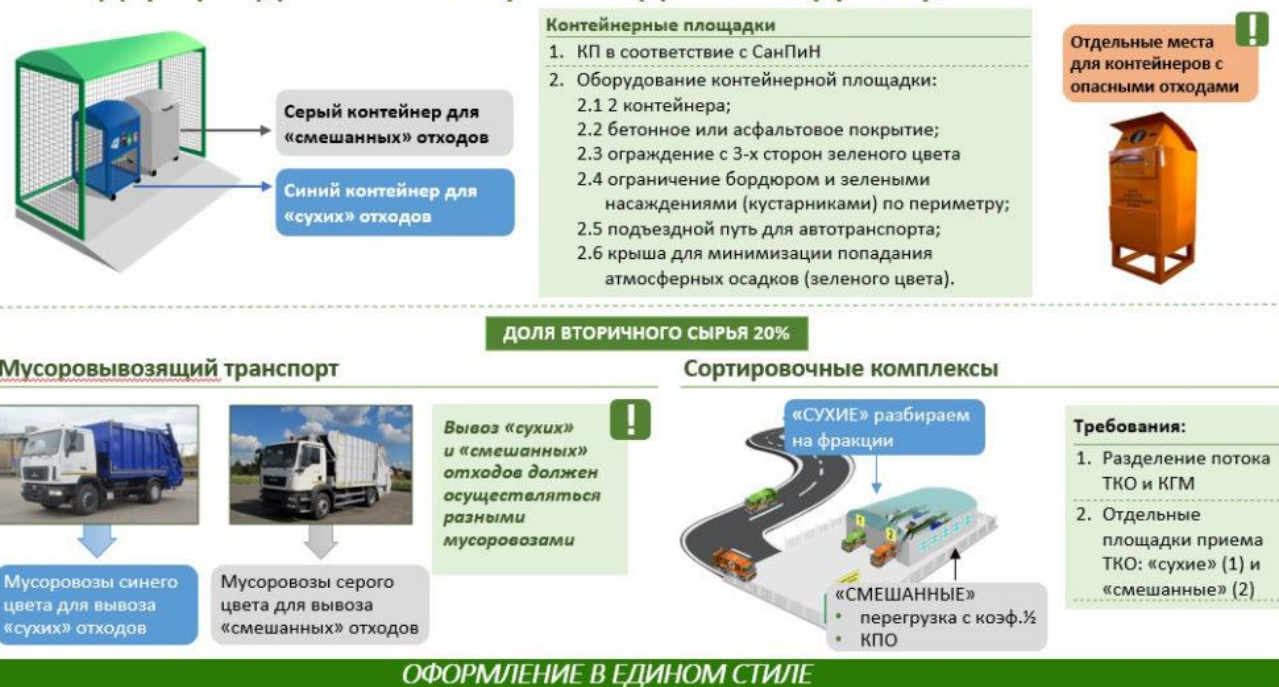 Контейнерные площадки
1. КП в соответствие с СанПиН
2. Оборудование контейнерной площадки:
2.1 2 контейнера;
2.2 бетонное или асфальтовое покрытие;
2.3 ограждение с 3-х сторон зеленого цвета
2.4 ограничение бордюром и зелеными
насаждениями (кустарниками) по периметру;
2.5 подъездной путь для автотранспорта;
2.6 крыша для минимизации попадания
атмосферных осадков (зеленого цвета).
Серый контейнер для
«смешанных» отходов
Синий контейнер для
«сухих» отходов
!
Отдельные места
для контейнеров с
опасными отходами
ДОЛЯ ВТОРИЧНОГО СЫРЬЯ 20%
Мусоровывозящий транспорт
!
Вывоз «сухих»
и «смешанных»
отходов должен
осуществляться
разными
мусоровозами
Мусоровозы синего
цвета для вывоза
«сухих» отходов
Мусоровозы серого
цвета для вывоза
«смешанных» отходов
Сортировочные комплексы
«СУХИЕ» разбираем
на фракции
1
2
«СМЕШАННЫЕ»
• перегрузка с коэф.½
• КПО
Требования:
1. Разделение потока
ТКО и КГМ
2. Отдельные
площадки приема
ТКО: «сухие» (1) и
«смешанные» (2)
ОФОРМЛЕНИЕ В ЕДИНОМ СТИЛЕ